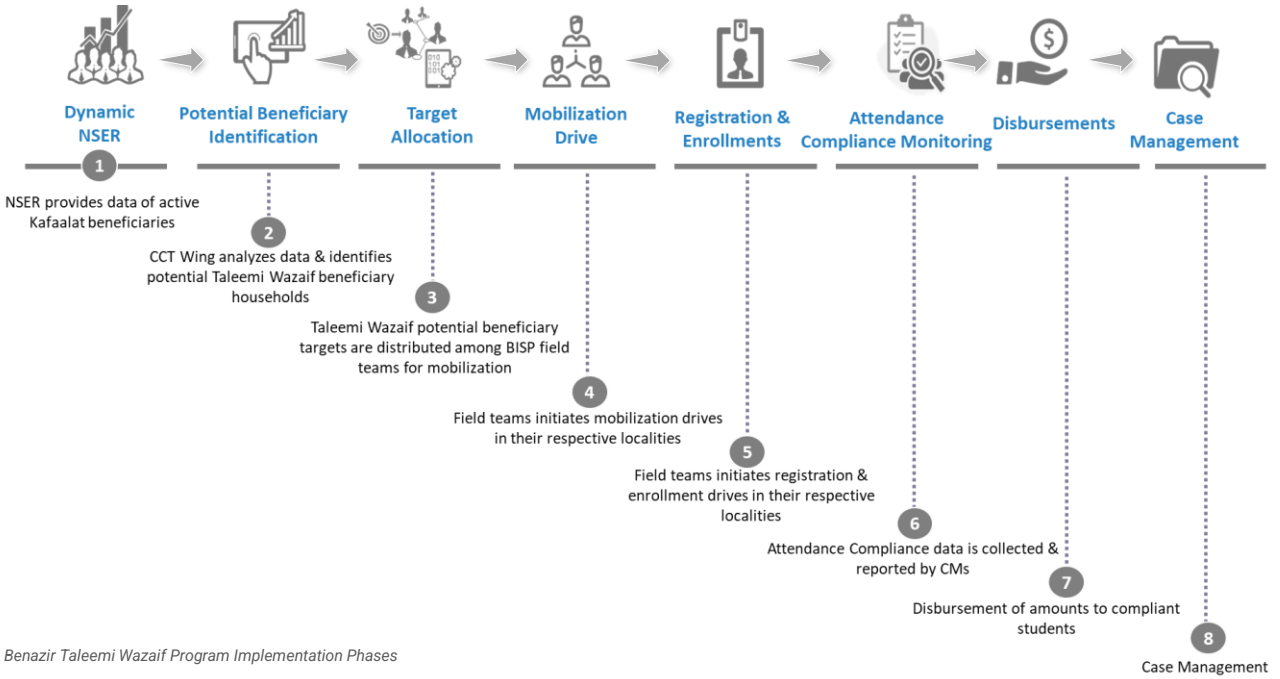 Dynamic
NSER
Potential Beneficiary
Identification
Target
Allocation
010
101
001
Mobilization
Drive
Registration &
Enrollments
Attendance
Compliance Monitoring
$
Disbursements
Case
Management
1
NSER provides data of active
Kafaalat beneficiaries
2
CCT Wing analyzes data & identifies
potential Taleemi Wazaif beneficiary
households
3
Taleemi Wazaif potential beneficiary
targets are distributed among BISP field
teams for mobilization
4
Field teams initiates mobilization drives
in their respective localities
5
Field teams initiates registration &
enrollment drives in their respective
localities
6
Attendance Compliance data is collected &
reported by CMs
7
Disbursement of amounts to compliant
students
8
Case Management
Benazir Taleemi Wazaif Program Implementation Phases